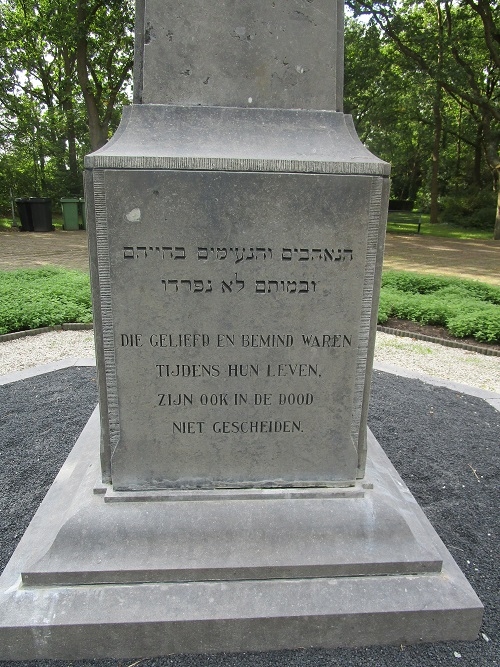 הנאהבים והנעימים בחייהם
ובמותם לא נפרדו
DIE GELIEFD EN BEMIND WAREN
TIJDENS HUN LEVEN,
ZIJN OOK IN DE DOOD
NIET GESCHEIDEN.